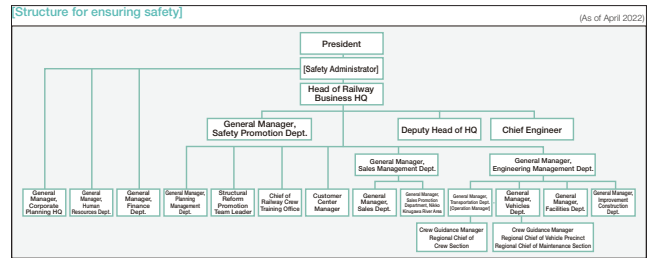 [Structure for ensuring safety]
(As of April 2022)
President
[Safety Administrator]
Head of Railway
Business HQ
General Manager,
Safety Promotion Dept.
Deputy Head of HQ
Chief Engineer
General Manager,
Sales Management Dept.
General Manager,
Engineering Management Dept.
General
Manager,
Corporate
Planning HQ
General
Manager,
Human
Resources Dept.
General
Manager,
Finance
Dept.
General Manager,
Planning
Management
Dept.
Structural
Reform
Promotion
Team Leader
Chief of
Railway Crew
Training Office
Customer
Center
Manager
General
Manager,
Sales Dept.
General Manager,
Sales Promotion
Department, Nikko
Kinugawa River Area
General
Manager,
Transportation Dept.
[Operation Manager]
General
Manager,
Vehicles
Dept.
General
Manager,
Facilities Dept.
General Manager,
Improvement
Construction
Dept.
Crew Guidance Manager
Regional Chief of
Crew Section
Crew Guidance Manager
Regional Chief of Vehicle Precinct
Regional Chief of Maintenance Section